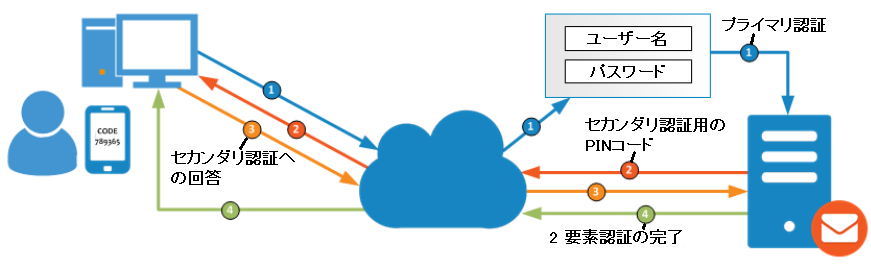 プライマリ認証
ユーザー名
パスワード
1
1
1
CODE
789365
2
3
セカンダリ認証へ
の回答
セカンダリ認証用の
PINコード
2
3
4
4
2 要素認証の完了